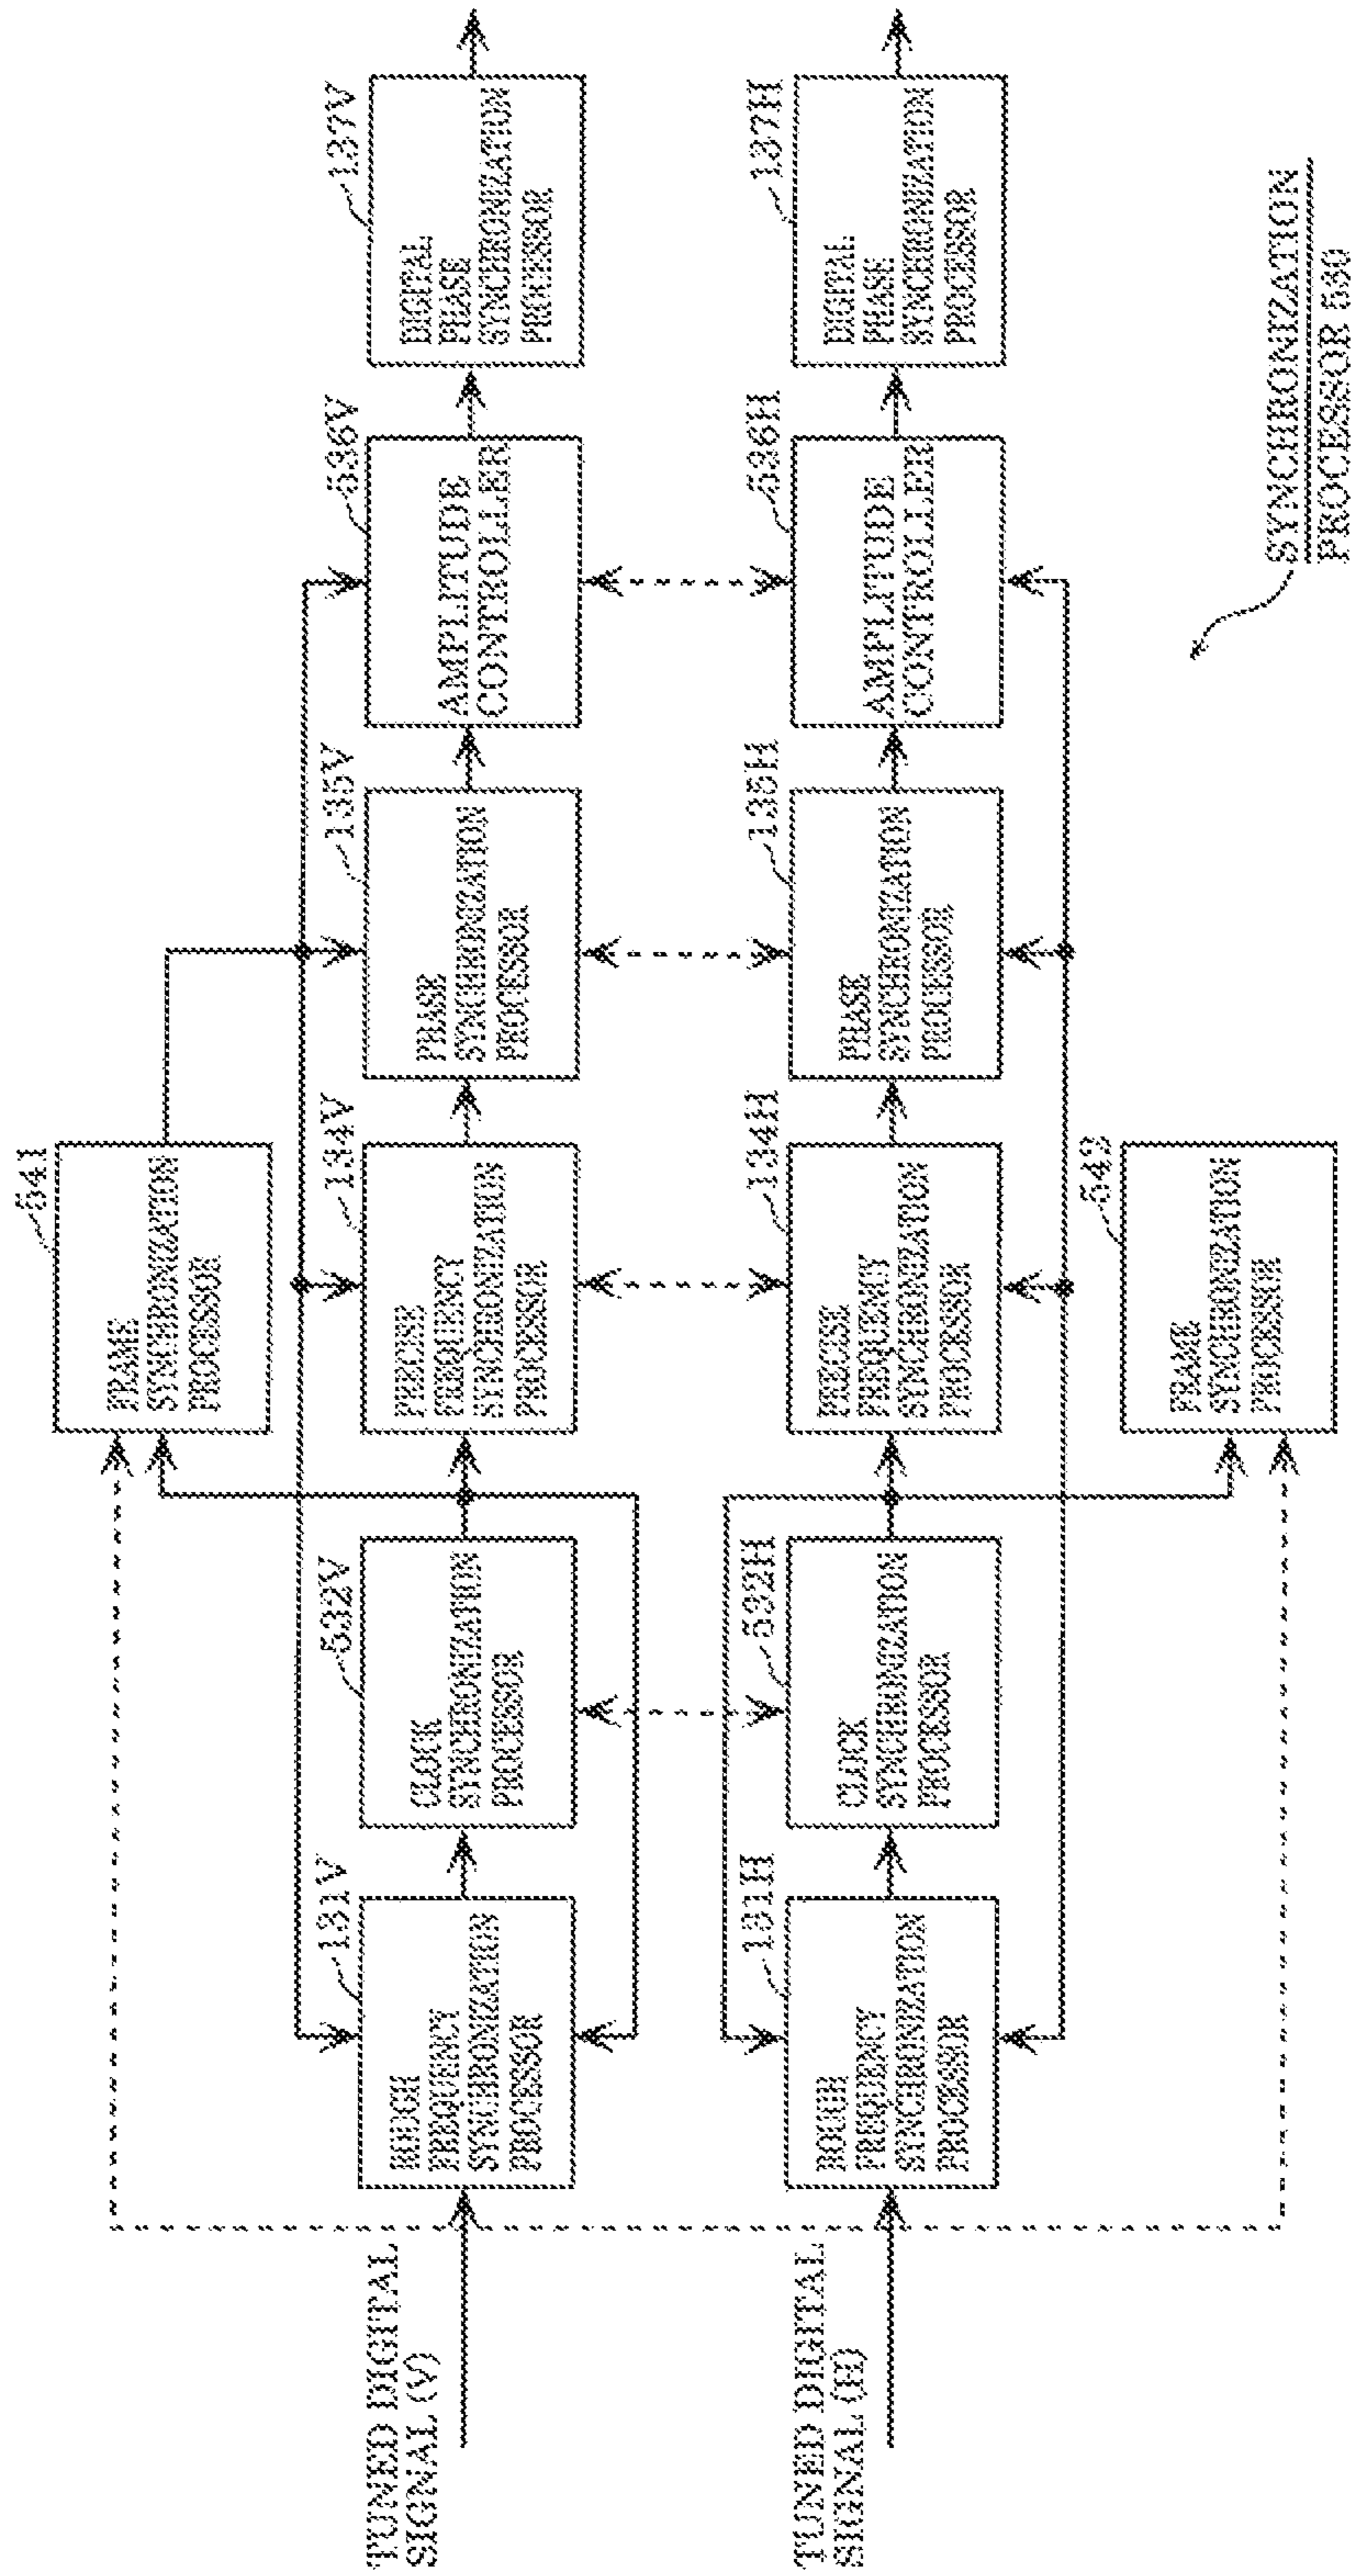 541
FRAME
SYNCHRONIZATION
PROCESSOR
TUNED DIGITAL
SIGNAL (V)
131V
ROUGH
FREQUENCY
SYNCHRONIZATION
PROCESSOR
532V
CLOCK
SYNCHRONIZATION
PROCESSOR
134V
PRECISE
FREQUENCY
SYNCHRONIZATION
PROCESSOR
135V
PHASE
SYNCHRONIZATION
PROCESSOR
536V
AMPLITUDE
CONTROLLER
137V
DIGITAL
PHASE
SYNCHRONIZATION
PROCESSOR
TUNED DIGITAL
SIGNAL (H)
131H
ROUGH
FREQUENCY
SYNCHRONIZATION
PROCESSOR
532H
CLOCK
SYNCHRONIZATION
PROCESSOR
134H
PRECISE
FREQUENCY
SYNCHRONIZATION
PROCESSOR
135H
PHASE
SYNCHRONIZATION
PROCESSOR
536H
AMPLITUDE
CONTROLLER
137H
DIGITAL
PHASE
SYNCHRONIZATION
PROCESSOR
FRAME
SYNCHRONIZATION
PROCESSOR
SYNCHRONIZATION
PROCESSOR 530